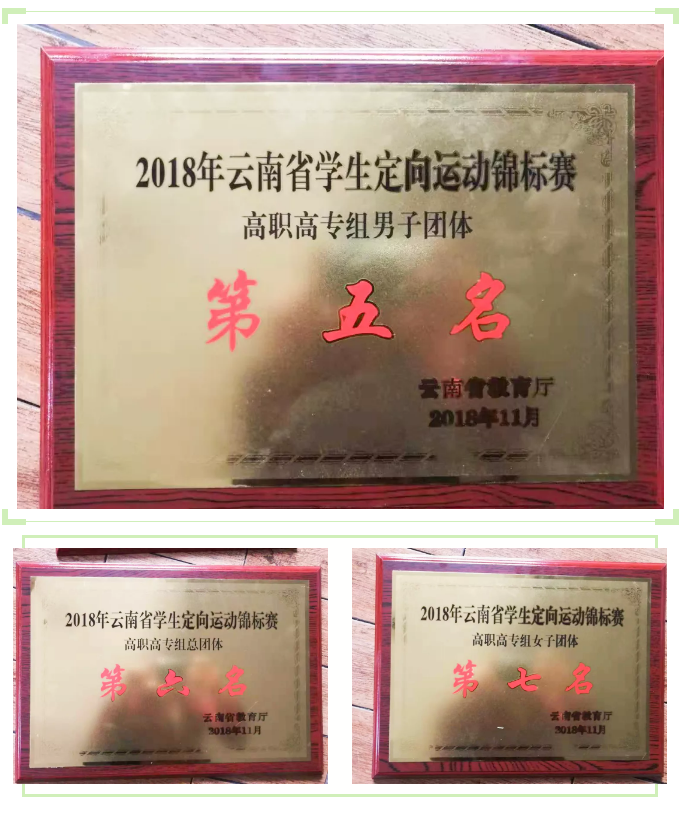 2018年云南省学生定向运动锦标赛
高职高专组男子团体
第五名
云南省教育厅
2018年11月
2018年云南省学生定向运动锦标赛
高职高专组总团体
第六名
云南省教育厅
2018年11月
2018年云南省学生定向运动锦标赛
高职高专组女子团体
第七名
云南省教育厅
2018年11月